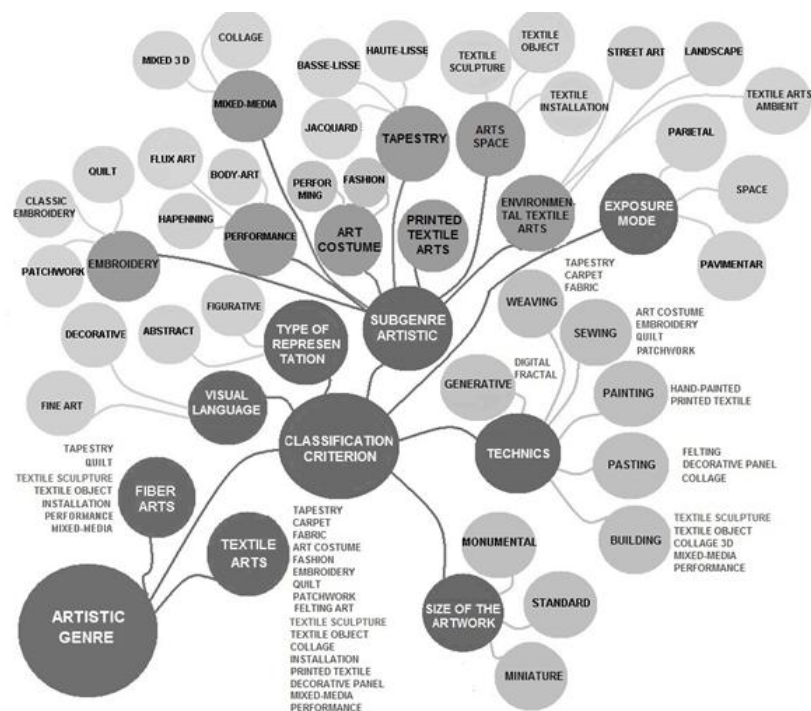 COLLAGE
MIXED 3 D
MIXED-MEDIA
BASSE-LISSE
HAUTE-LISSE
JACQUARD
TAPESTRY
TEXTILE
SCULPTURE
TEXTILE
OBJECT
TEXTILE
INSTALLATION
ARTS
SPACE
STREET ART
LANDSCAPE
TEXTILE ARTS
AMBIENT
ENVIRONMEN-
TAL TEXTILE
ARTS
PARIETAL
SPACE
PAVIMENTAR
EXPOSURE
MODE
FLUX ART
BODY-ART
HAPENNING
PERFORMANCE
PERFOR
MING
FASHION
ART
COSTUME
PRINTED
TEXTILE
ARTS
QUILT
CLASSIC
EMBROIDERY
PATCHWORK
EMBROIDERY
SUBGENRE
ARTISTIC
FIGURATIVE
ABSTRACT
TYPE OF
REPRESEN
TATION
DECORATIVE
FINE ART
VISUAL
LANGUAGE
CLASSIFICATION
CRITERION
TAPESTRY
CARPET
FABRIC
WEAVING
ART COSTUME
EMBROIDERY
QUILT
PATCHWORK
SEWING
DIGITAL
FRACTAL
GENERATIVE
PAINTING
HAND-PAINTED
PRINTED TEXTILE
TECHNICS
PASTING
FELTING
DECORATIVE PANEL
COLLAGE
BUILDING
TEXTILE SCULPTURE
TEXTILE OBJECT
COLLAGE 3D
MIXED-MEDIA
PERFORMANCE
TAPESTRY
QUILT
TEXTILE SCULPTURE
TEXTILE OBJECT
INSTALLATION
PERFORMANCE
MIXED-MEDIA
FIBER
ARTS
TEXTILE
ARTS
TAPESTRY
CARPET
FABRIC
ART COSTUME
FASHION
EMBROIDERY
QUILT
PATCHWORK
FELTING ART
TEXTILE SCULPTURE
TEXTILE OBJECT
COLLAGE
INSTALLATION
PRINTED TEXTILE
DECORATIVE PANEL
MIXED-MEDIA
PERFORMANCE
MONUMENTAL
STANDARD
MINIATURE
SIZE OF THE
ARTWORK
ARTISTIC
GENRE